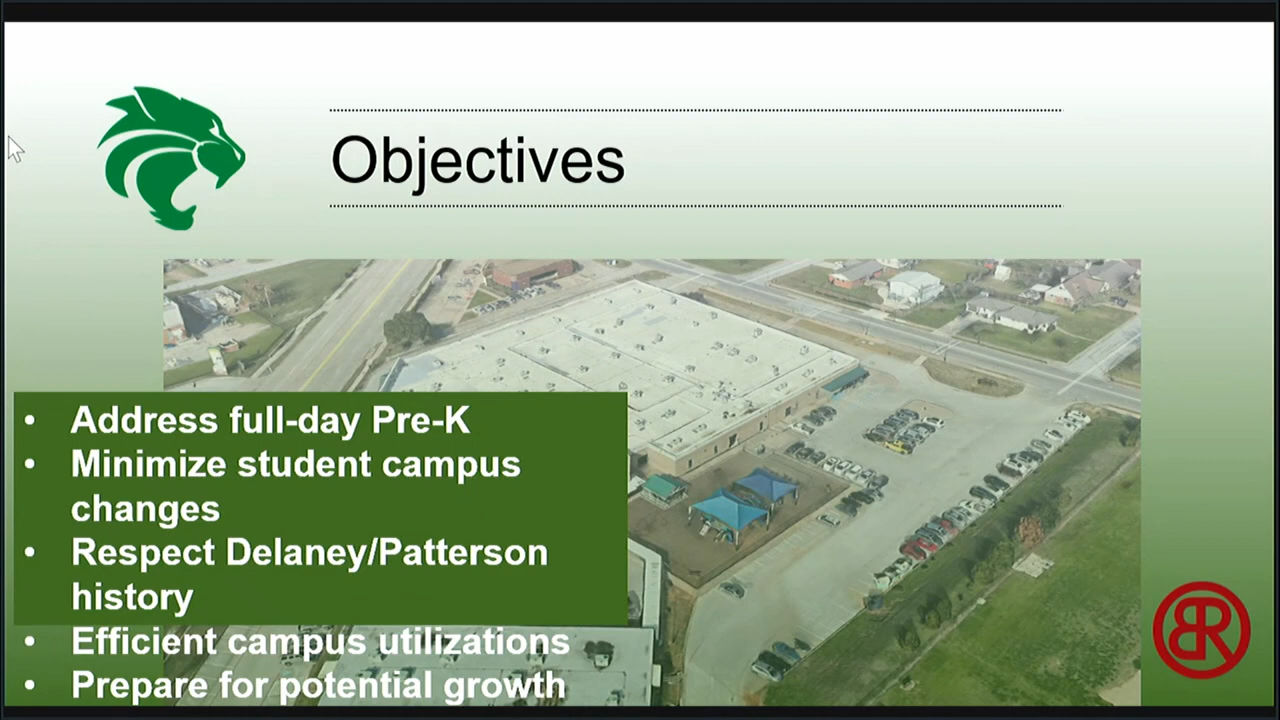 Objectives
• Address full-day Pre-K
• Minimize student campus
changes
• Respect Delaney/Patterson
history
• Efficient campus utilizations
• Prepare for potential growth
BR